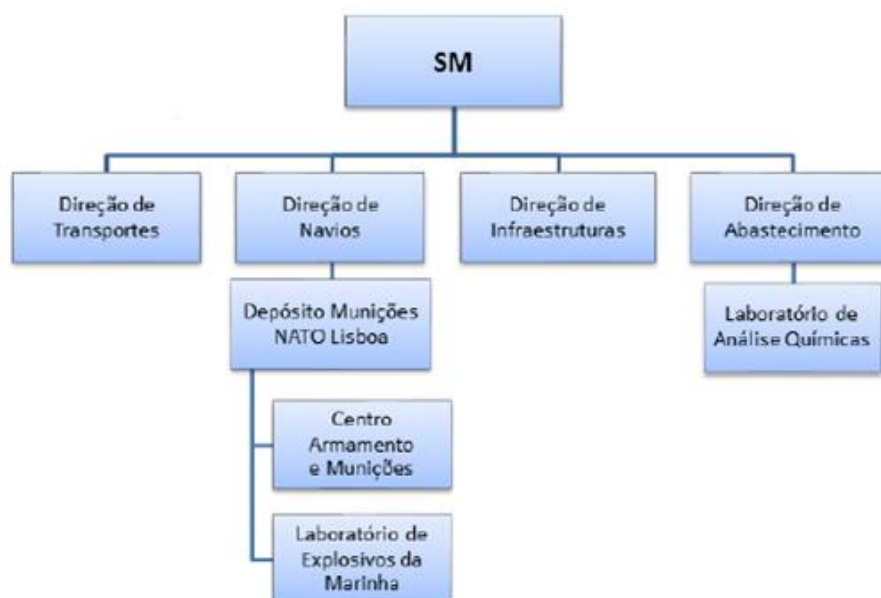 SM
Direção de
Transportes
Direção de
Navios
Direção de
Infraestruturas
Direção de
Abastecimento
Depósito Munições
NATO Lisboa
Laboratório de
Análise Químicas
Centro
Armamento
e Munições
Laboratório de
Explosivos da
Marinha